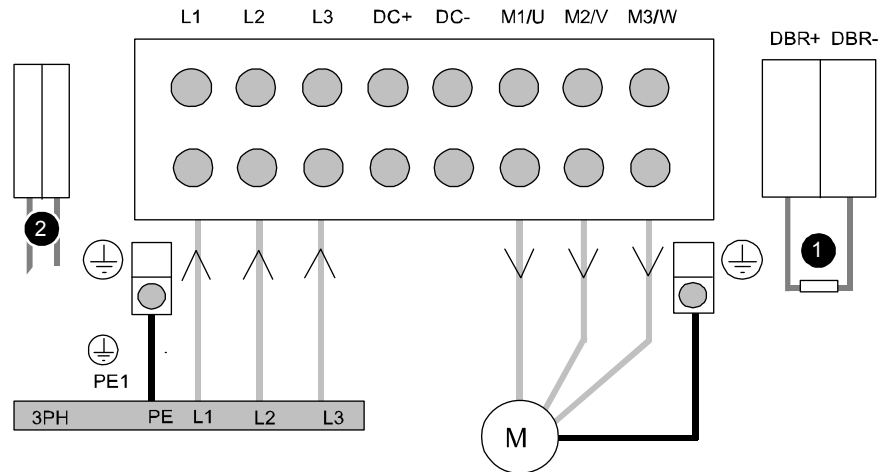 L1 L2 L3 DC+ DC- M1/U M2/V M3/W
DBR+ DBR-
2
1
PE1
3PH PE L1 L2 L3
M